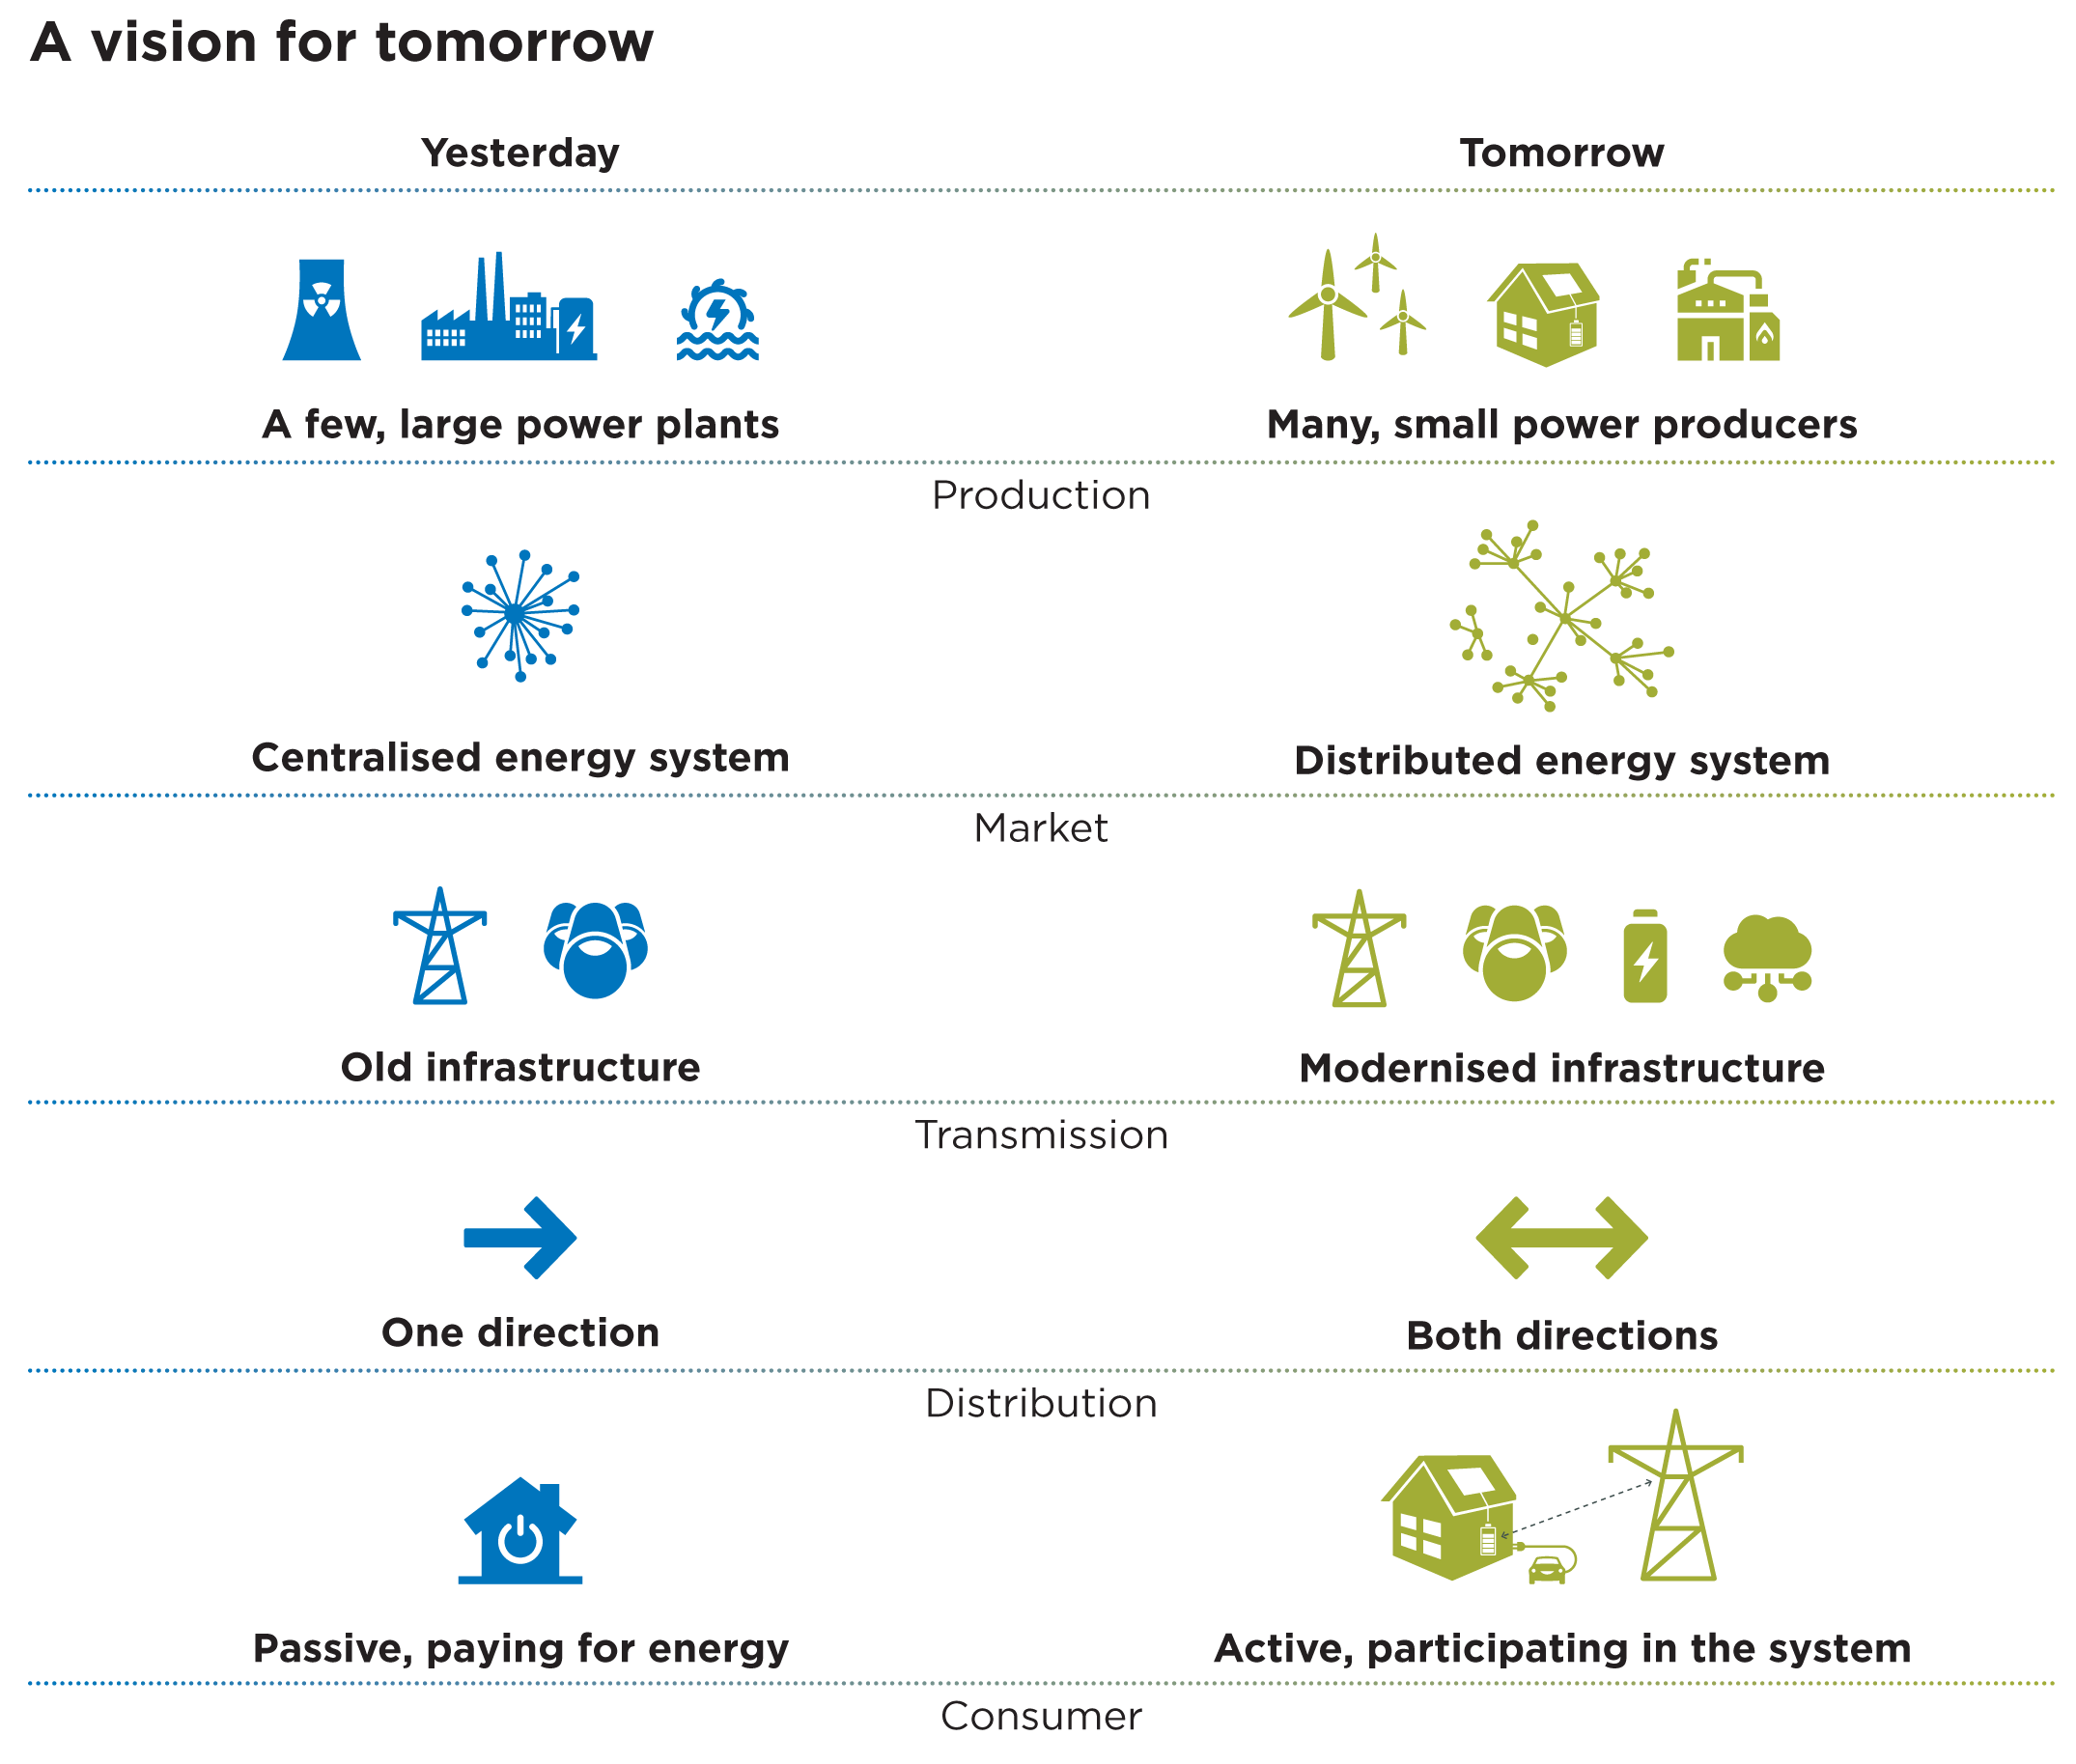 A vision for tomorrow
Yesterday
Tomorrow
A few, large power plants
Many, small power producers
Production
Centralised energy system
Distributed energy system
Market
Old infrastructure
Modernised infrastructure
Transmission
One direction
Both directions
Distribution
Passive, paying for energy
Active, participating in the system
Consumer